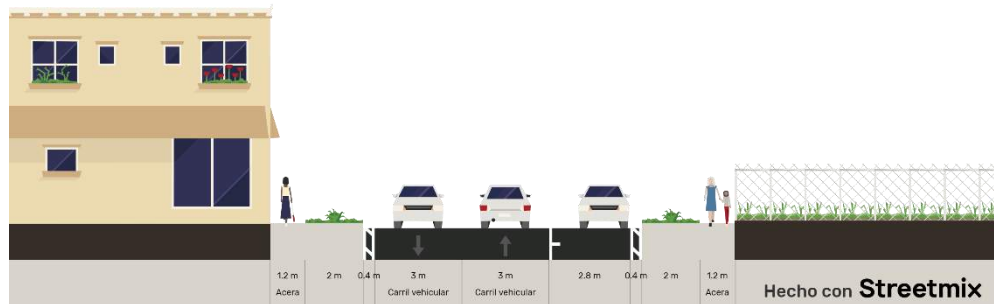 1.2 m 2 m 0.4 m 3 m 3 m 2.8 m 0.4 m 2 m 1.2 m
Acera Carril vehicular Carril vehicular Acera
Hecho con Streetmix